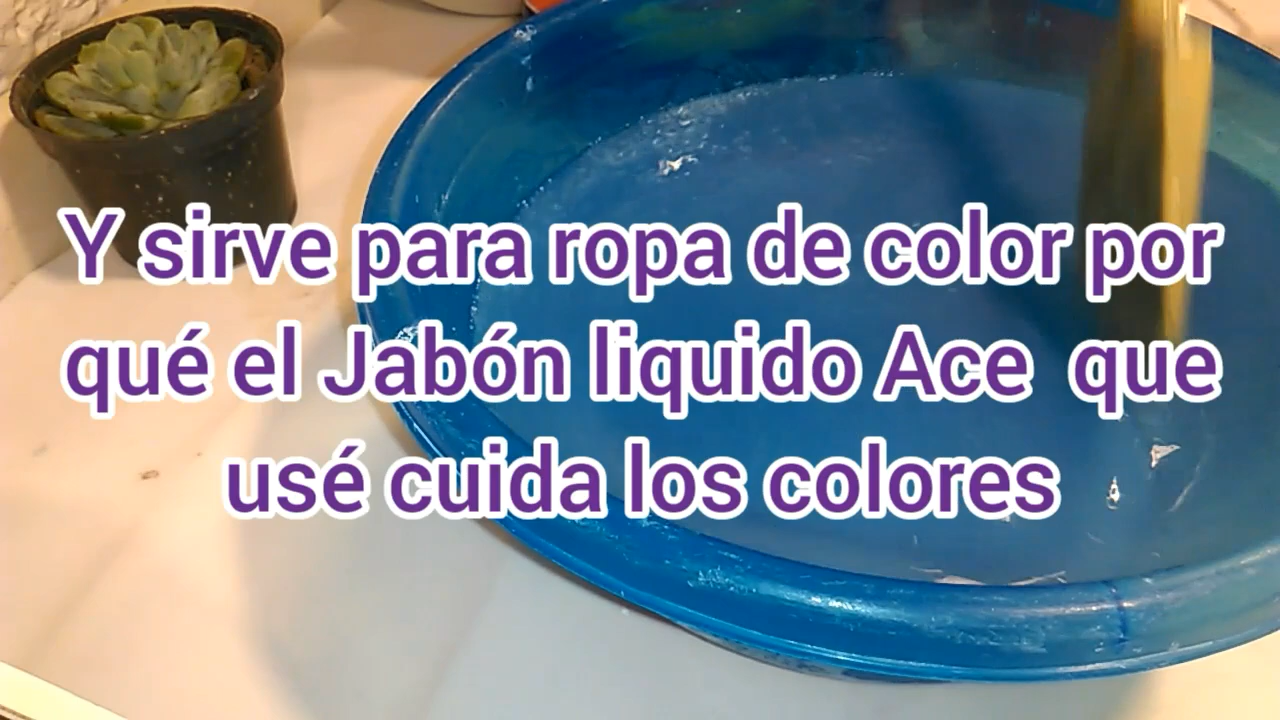 Y sirve para ropa de color por
qué el Jabón liquido Ace que
usé cuida los colores